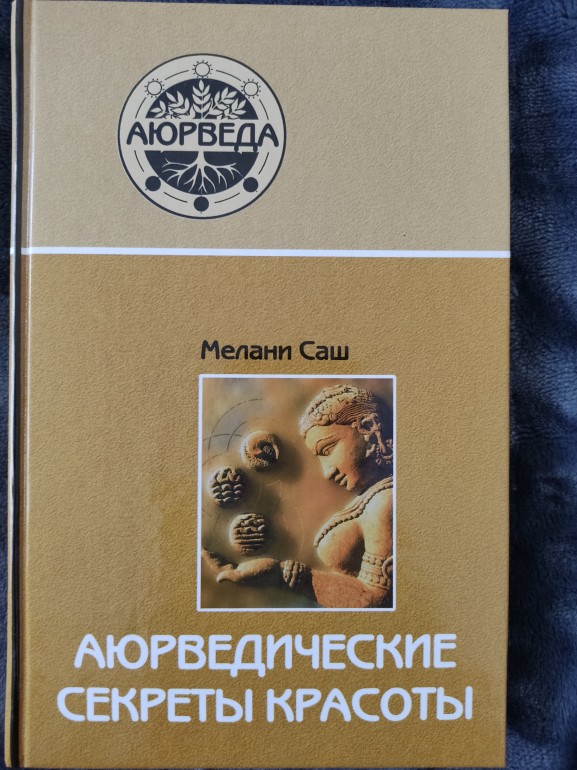 АЮРВЕДА
Мелани Саш
АЮРВЕДИЧЕСКИЕ
СЕКРЕТЫ КРАСОТЫ